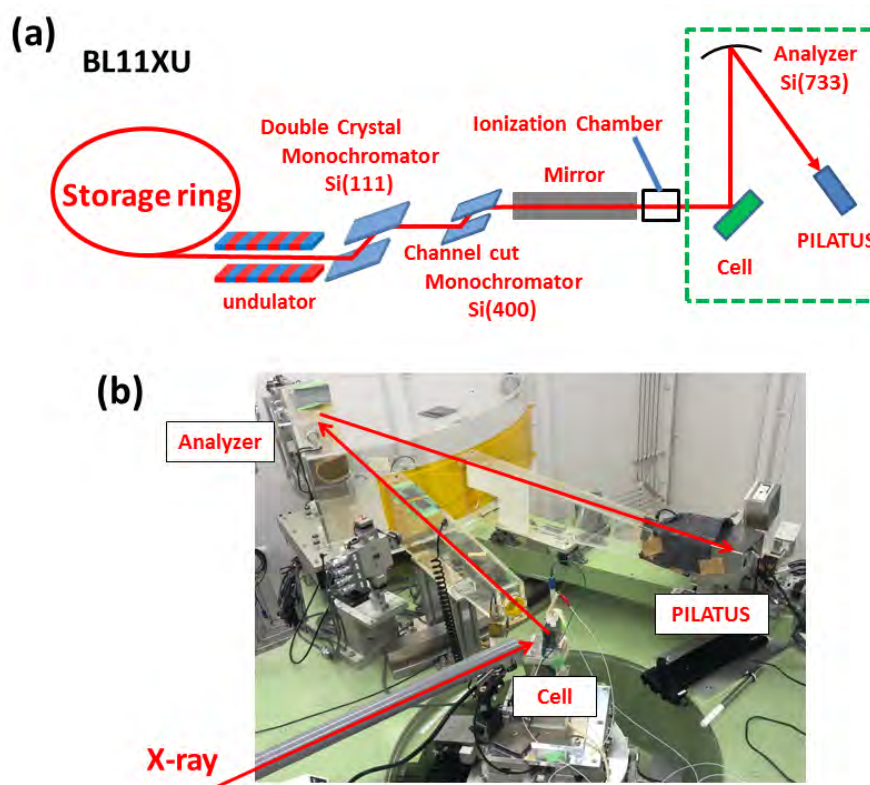 (a)
BL11XU
Storage ring
undulator
Double Crystal
Monochromator
Si(111)
Channel cut
Monochromator
Si(400)
Mirror
Ionization Chamber
Analyzer
Si(733)
Cell
PILATUS
(b)
Analyzer
PILATUS
Cell
X-ray